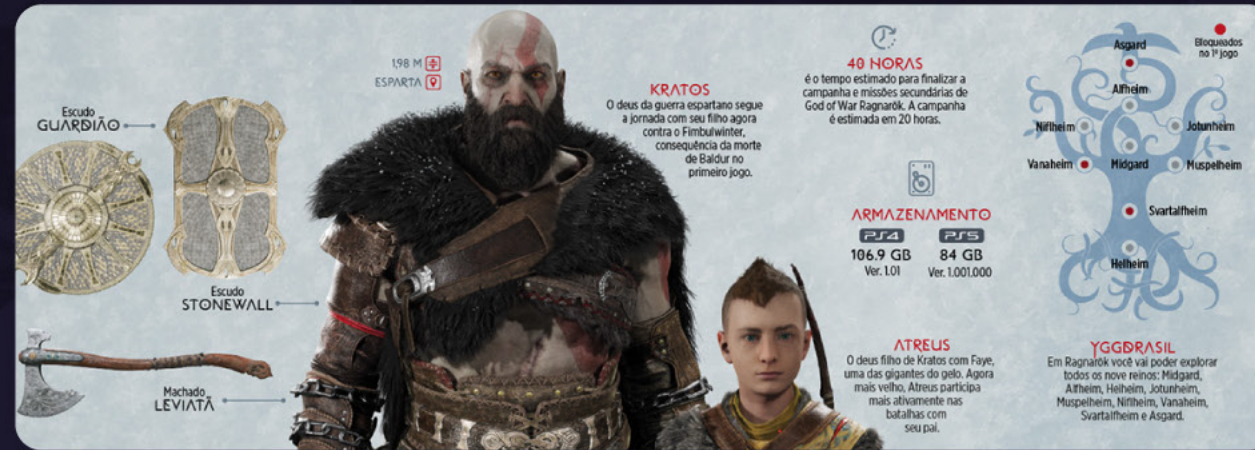 Escudo
GUARDIÃO
Escudo
STONEWALL
Machado
LEVIATÃ
1,98 M
ESPARTA
KRATOS
O deus da guerra espartano segue
a jornada com seu filho agora
contra o Fimbulwinter,
consequência da morte
de Baldur no
primeiro jogo.
40 HORAS
é o tempo estimado para finalizar a
campanha e missões secundárias de
God of War Ragnarök. A campanha
é estimada em 20 horas.
ARMAZENAMENTO
PS4 PS5
106.9 GB 84 GB
Ver. 1.01 Ver. 1.001.000
ATREUS
O deus filho de Kratos com Faye,
uma das gigantes do gelo. Agora
mais velho, Atreus participa
mais ativamente nas
batalhas com
seu pai.
Bloqueados
no 1º jogo
Asgard
Alfheim
Niflheim Jotunheim
Vanaheim Midgard Muspelheim
Svartalfheim
Helheim
YGGDRASIL
Em Ragnarök você vai poder explorar
todos os nove reinos: Midgard,
Alfheim, Helheim, Jotunheim,
Muspelheim, Niflheim, Vanaheim,
Svartalfheim e Asgard.